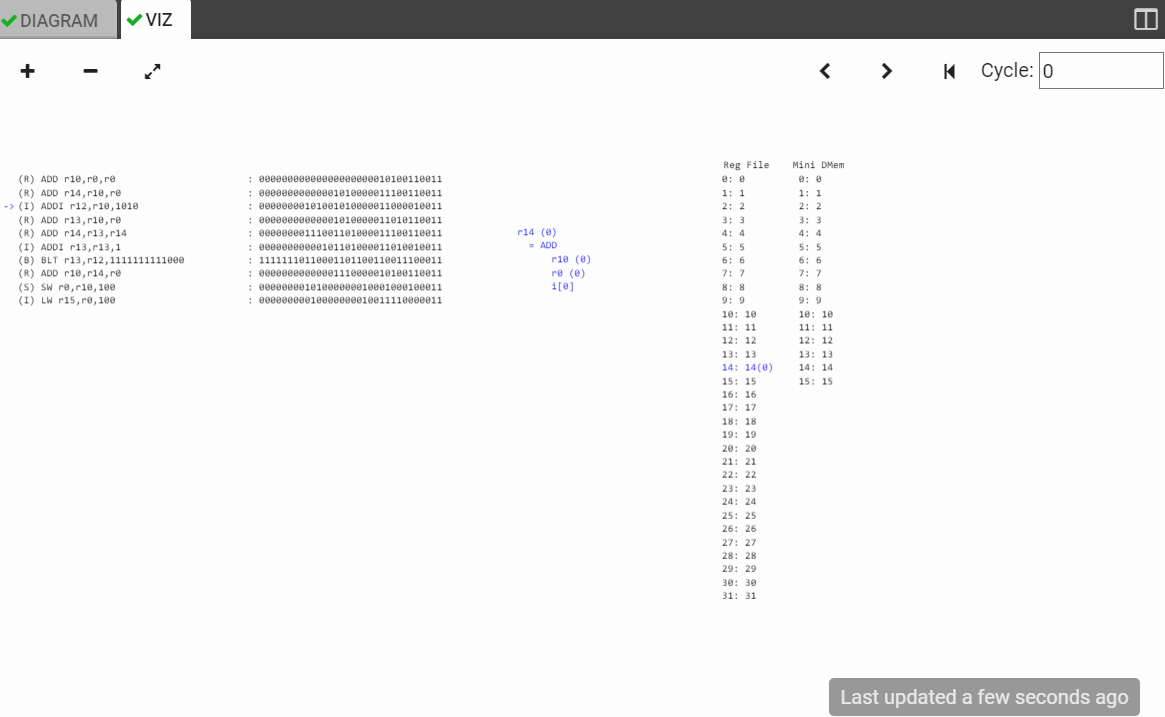 DIAGRAM
VIZ
Cycle: 0
(R) ADD r10,r0,r0 : 00000000000000000000010100110011
(R) ADD r14,r10,r0 : 00000000000001010000011100110011
-> (I) ADDI r12,r10,1010 : 00000000101001010000011000010011
(R) ADD r13,r10,r0 : 00000000000001010000011010110011
(R) ADD r14,r13,r14 : 00000000111001101000011100110011
(I) ADDI r13,r13,1 : 00000000000101101000011010010011
(B) BLT r13,r12,1111111111000 : 11111110110001101100110011100011
(R) ADD r10,r14,r0 : 00000000000001110000010100110011
(S) SW r0,r10,100 : 00000000101000000010001000100011
(I) LW r15,r0,100 : 00000000010000000010011110000011
r14 (0)
= ADD
r10 (0)
r0 (0)
i[0]
Reg File Mini DMem
0: 0 0: 0
1: 1 1: 1
2: 2 2: 2
3: 3 3: 3
4: 4 4: 4
5: 5 5: 5
6: 6 6: 6
7: 7 7: 7
8: 8 8: 8
9: 9 9: 9
10: 10 10: 10
11: 11 11: 11
12: 12 12: 12
13: 13 13: 13
14: 14(0) 14: 14
15: 15 15: 15
16: 16
17: 17
18: 18
19: 19
20: 20
21: 21
22: 22
23: 23
24: 24
25: 25
26: 26
27: 27
28: 28
29: 29
30: 30
31: 31
Last updated a few seconds ago